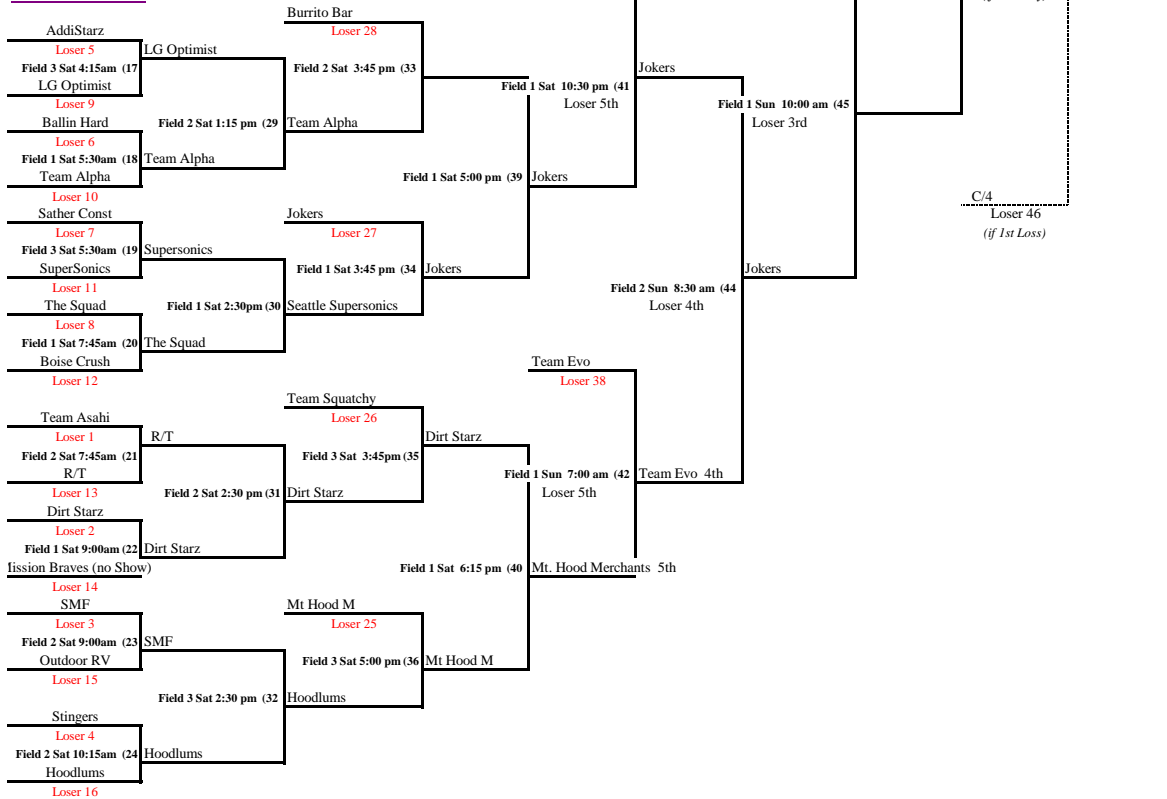 Burrito Bar
AddiStarz
Loser 28
Loser 5
LG Optimist
Field 3 Sat 4:15am (17
Field 2 Sat 3:45 pm (33
Jokers
LG Optimist
Field 1 Sat 10:30 pm (41
Loser 9
Loser 5th
Field 1 Sun 10:00 am (45
Ballin Hard
Field 2 Sat 1:15 pm (29
Team Alpha
Loser 3rd
Loser 6
Field 1 Sat 5:30am (18
Team Alpha
Team Alpha
Field 1 Sat 5:00 pm (39
Jokers
Loser 10
C/4
Sather Const
Jokers
Loser 46
Loser 7
Loser 27
(if 1st Loss)
Field 3 Sat 5:30am (19
Supersonics
SuperSonics
Field 1 Sat 3:45 pm (34
Jokers
Jokers
Loser 11
Field 2 Sun 8:30 am (44
The Squad
Field 1 Sat 2:30pm (30
Seattle Supersonics
Loser 4th
Loser 8
Field 1 Sat 7:45am (20
The Squad
Boise Crush
Team Evo
Loser 12
Loser 38
Team Squatchy
Team Asahi
Loser 26
Loser 1
R/T
Dirt Starz
Field 2 Sat 7:45am (21
Field 3 Sat 3:45pm (35
R/T
Field 1 Sun 7:00 am (42
Team Evo 4th
Loser 13
Field 2 Sat 2:30 pm (31
Dirt Starz
Loser 5th
Dirt Starz
Loser 2
Field 1 Sat 9:00am (22
Dirt Starz
ission Braves (no Show)
Field 1 Sat 6:15 pm (40
Mt. Hood Merchants 5th
Loser 14
SMF
Mt Hood M
Loser 3
Loser 25
Field 2 Sat 9:00am (23
SMF
Outdoor RV
Field 3 Sat 5:00 pm (36
Mt Hood M
Loser 15
Field 3 Sat 2:30 pm (32
Hoodlums
Stingers
Loser 4
Field 2 Sat 10:15am (24
Hoodlums
Hoodlums
Loser 16